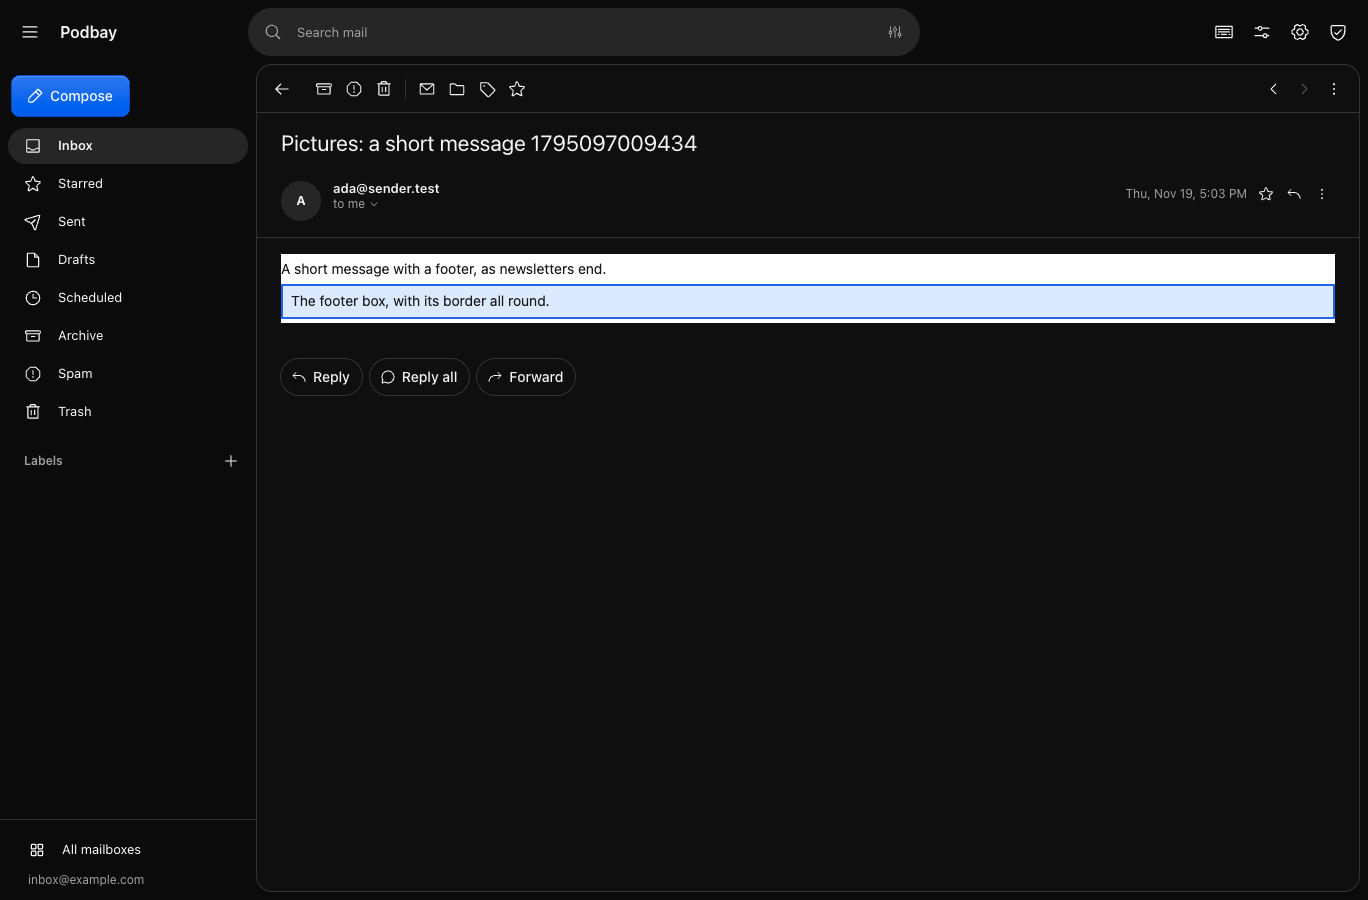 Podbay
Search mail
Compose
Inbox
Starred
Sent
Drafts
Scheduled
Archive
Spam
Trash
Labels
All mailboxes
inbox@example.com
Pictures: a short message 1795097009434
A
ada@sender.test
to me
Thu, Nov 19, 5:03 PM
A short message with a footer, as newsletters end.
The footer box, with its border all round.
Reply
Reply all
Forward